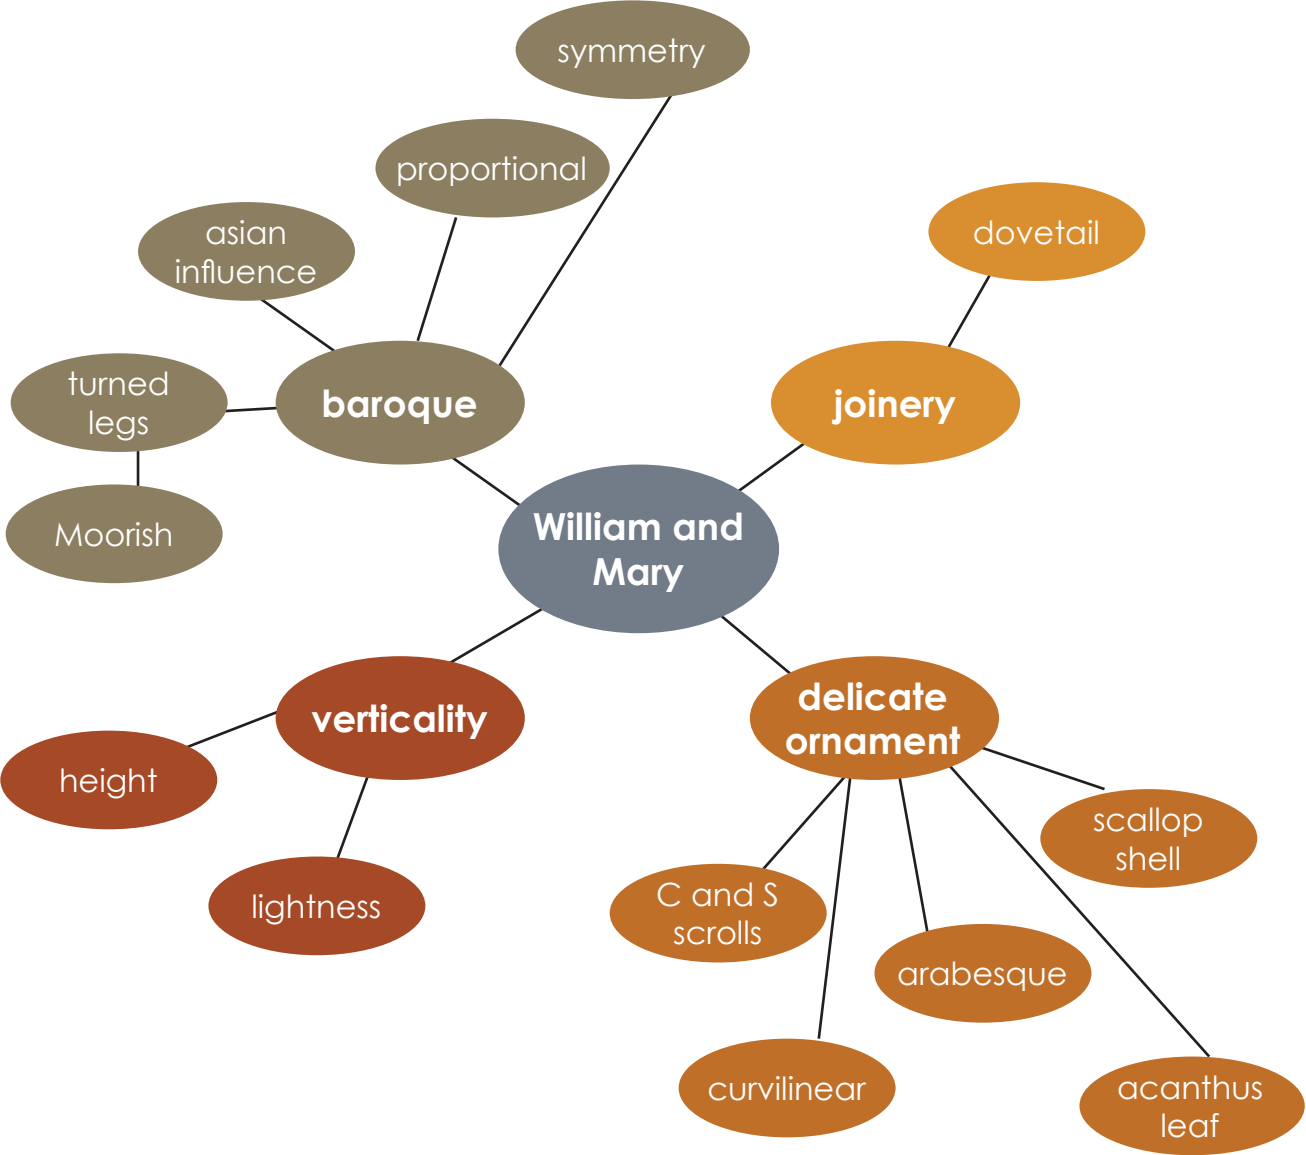 symmetry
proportional
asian
influence
dovetail
turned
legs
baroque
joinery
Moorish
William and
Mary
verticality
delicate
ornament
height
lightness
scallop
shell
C and S
scrolls
arabesque
curvilinear
acanthus
leaf